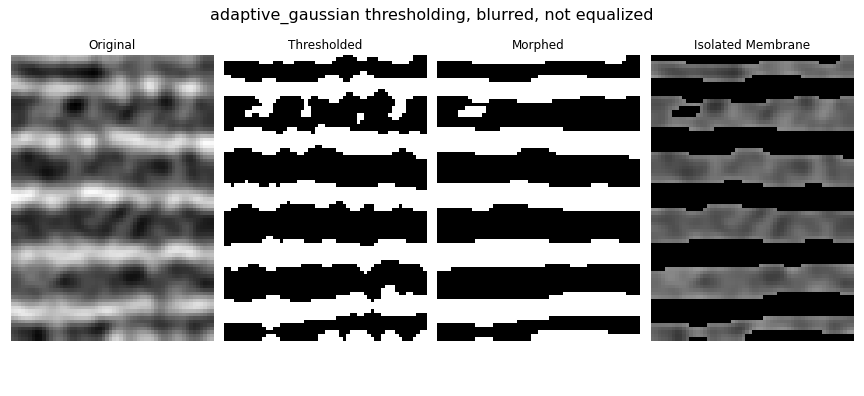 adaptive_gaussian thresholding, blurred, not equalized
Original
Thresholded
Morphed
Isolated Membrane